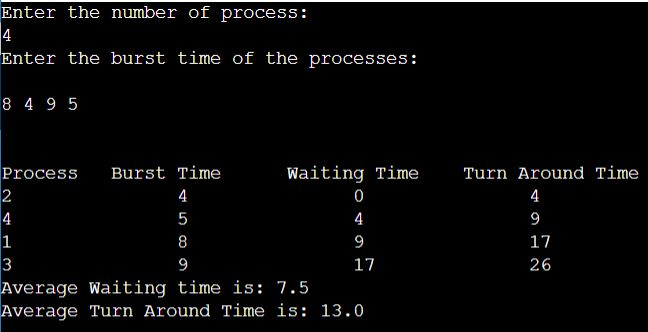 Enter the number of process:
4
Enter the burst time of the processes:
8 4 9 5
Process Burst Time Waiting Time Turn Around Time
2 4 0 4
4 5 4 9
1 8 9 17
3 9 17 26
Average Waiting time is: 7.5
Average Turn Around Time is: 13.0